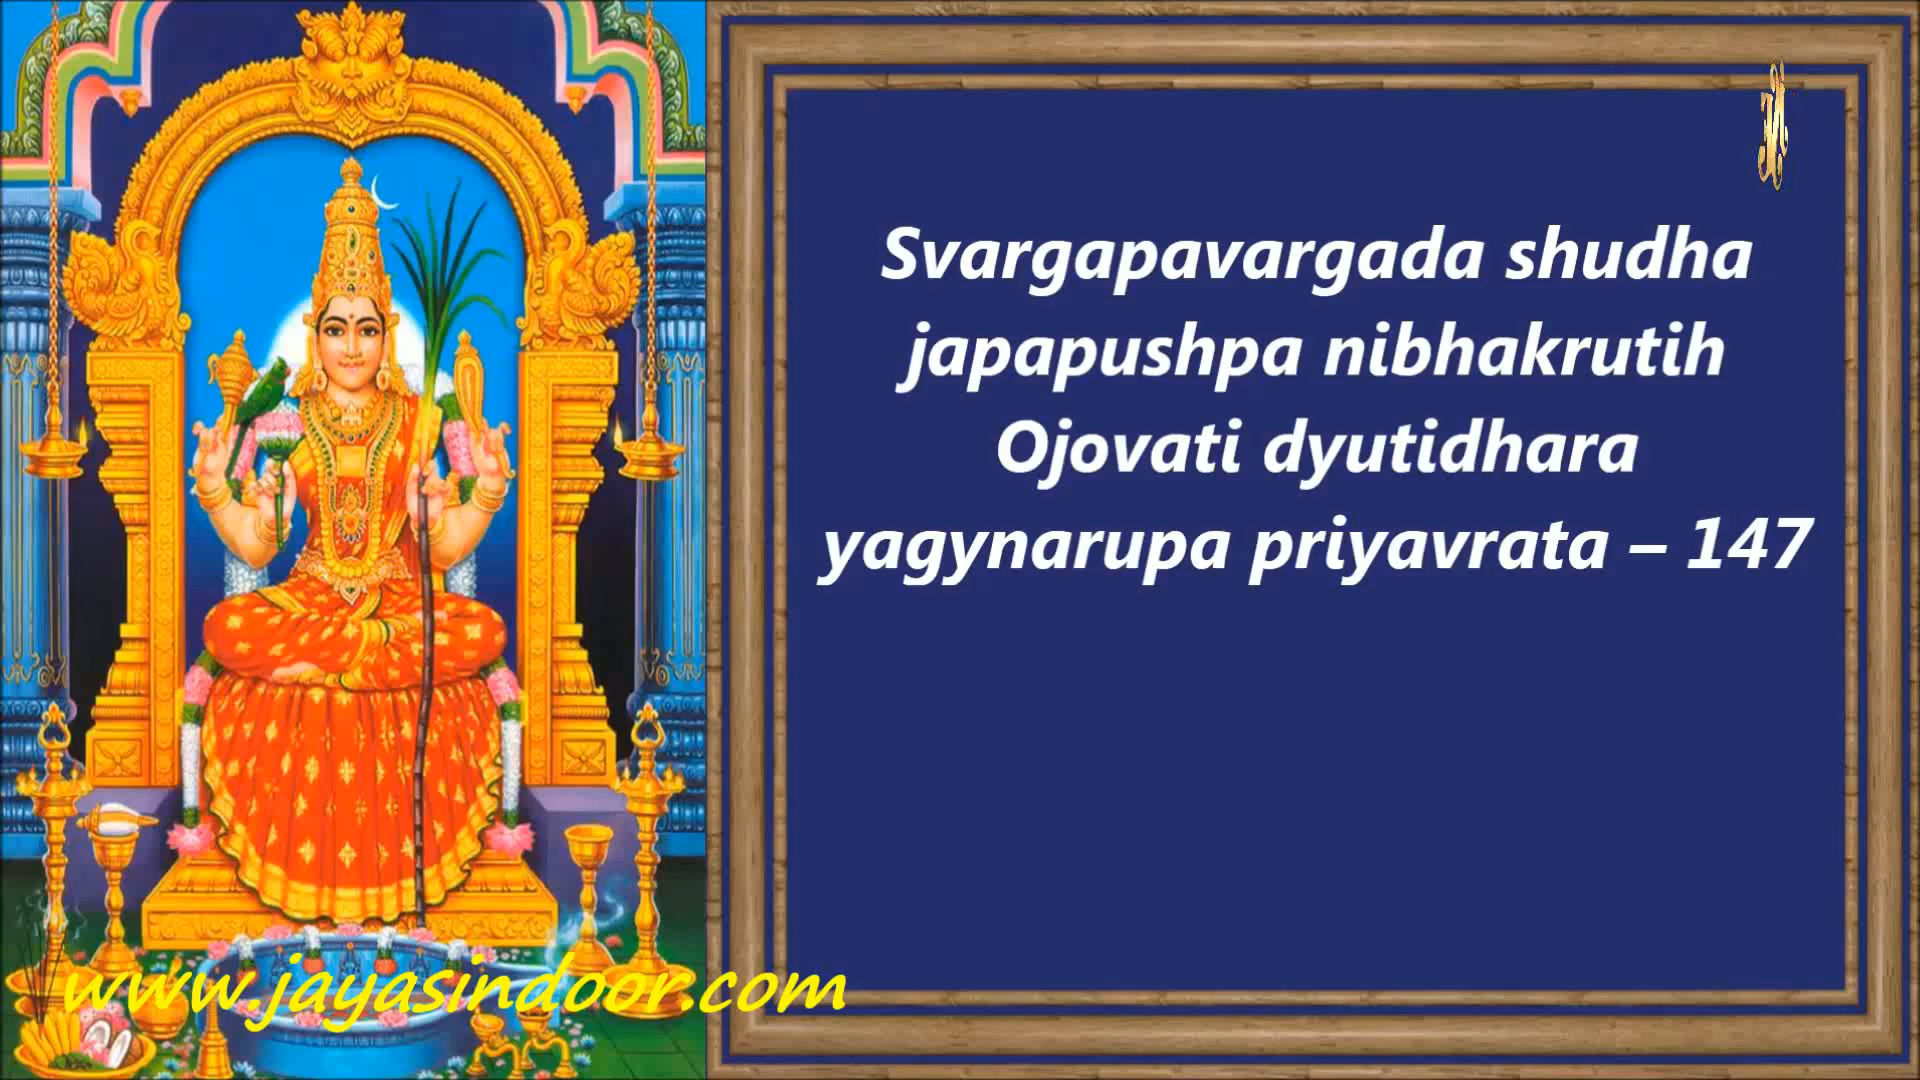 Svargapavargada shudha
japapushpa nibhakrutih
Ojovati dyutidhara
yagynarupa priyavrata – 147
www.jayasindoor.com